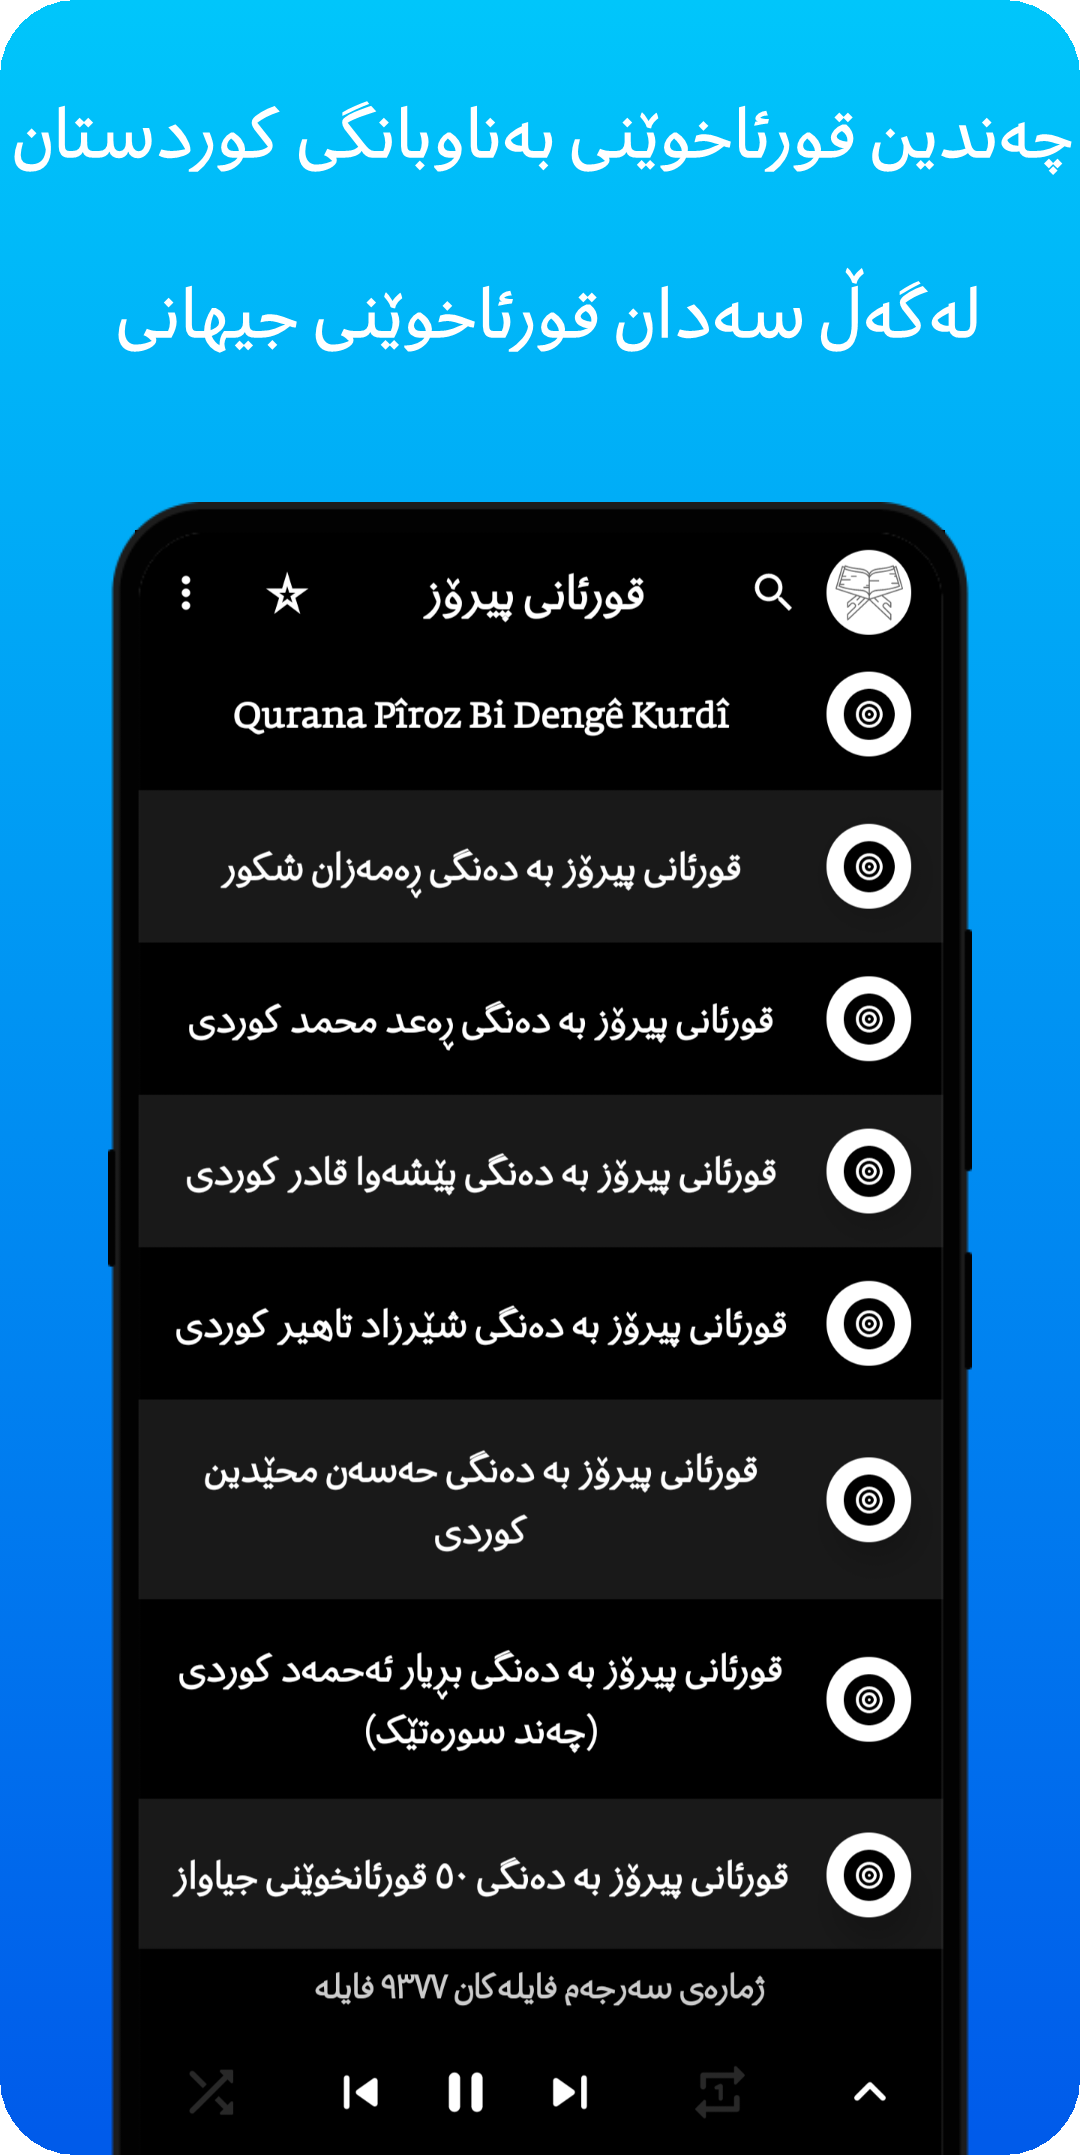 چەندین قورئاخوێنی بەناوبانگی کوردستان
لەگەڵ سەدان قورئاخوێنی جیهانی
قورئانی پیرۆز
Qurana Pîroz Bi Dengê Kurdî
قورئانی پیرۆز بە دەنگی ڕەمەزان شکور
قورئانی پیرۆز بە دەنگی ڕەعد محمد کوردی
قورئانی پیرۆز بە دەنگی پێشەوا قادر کوردی
قورئانی پیرۆز بە دەنگی شێرزاد تاهیر کوردی
قورئانی پیرۆز بە دەنگی حەسەن محێدین
کوردی
قورئانی پیرۆز بە دەنگی بڕیار ئەحمەد کوردی
(چەند سورەتێک)
قورئانی پیرۆز بە دەنگی ٥٠ قورئانخوێنی جیاواز
ژمارەی سەرجەم فایلەکان ٩٣٧٧ فایلە
1